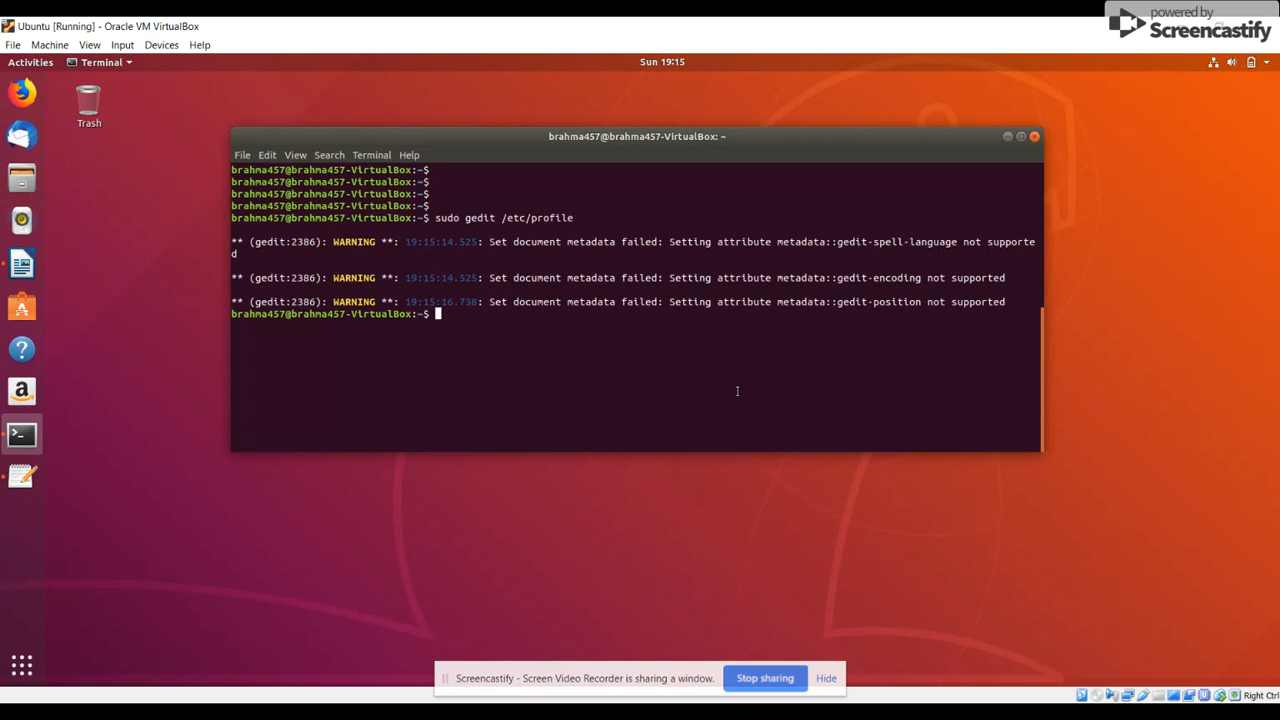 powered by
Screencastify
Ubuntu [Running] - Oracle VM VirtualBox
File Machine View Input Devices Help
Activities Terminal Sun 19:15
Trash
brahma457@brahma457-VirtualBox: ~
File Edit View Search Terminal Help
brahma457@brahma457-VirtualBox:~$
brahma457@brahma457-VirtualBox:~$
brahma457@brahma457-VirtualBox:~$
brahma457@brahma457-VirtualBox:~$
brahma457@brahma457-VirtualBox:~$ sudo gedit /etc/profile
** (gedit:2386): WARNING **: 19:15:14.525: Set document metadata failed: Setting attribute metadata::gedit-spell-language not supporte
d
** (gedit:2386): WARNING **: 19:15:14.525: Set document metadata failed: Setting attribute metadata::gedit-encoding not supported
** (gedit:2386): WARNING **: 19:15:16.738: Set document metadata failed: Setting attribute metadata::gedit-position not supported
brahma457@brahma457-VirtualBox:~$
Screencastify - Screen Video Recorder is sharing a window. Stop sharing Hide
Right Ctrl